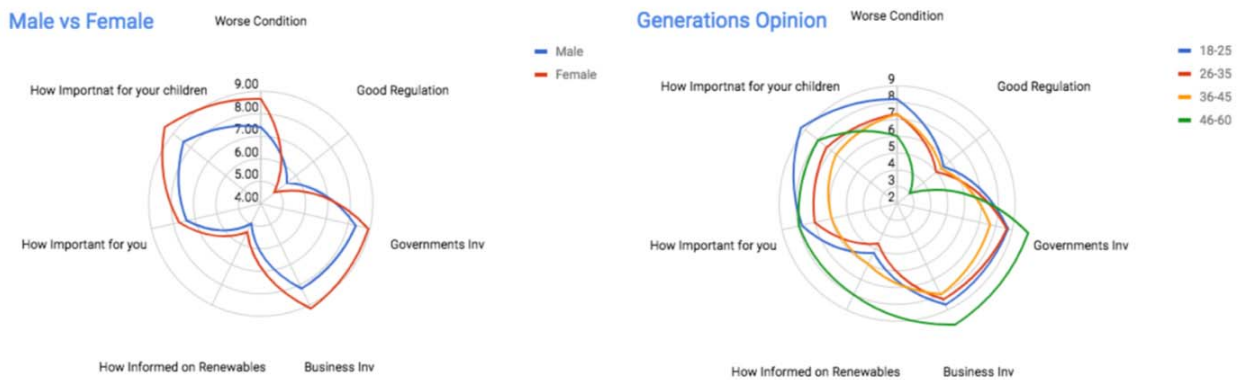 Male vs Female
Worse Condition
Male
Female
How Importnat for your children
9.00
Good Regulation
8.00
7.00
6.00
5.00
4.00
How Important for you
Governments Inv
How Informed on Renewables
Business Inv
Generations Opinion
Worse Condition
18-25
26-35
36-45
46-60
How Importnat for your children
9
Good Regulation
8
7
6
5
4
3
2
How Important for you
Governments Inv
How Informed on Renewables
Business Inv